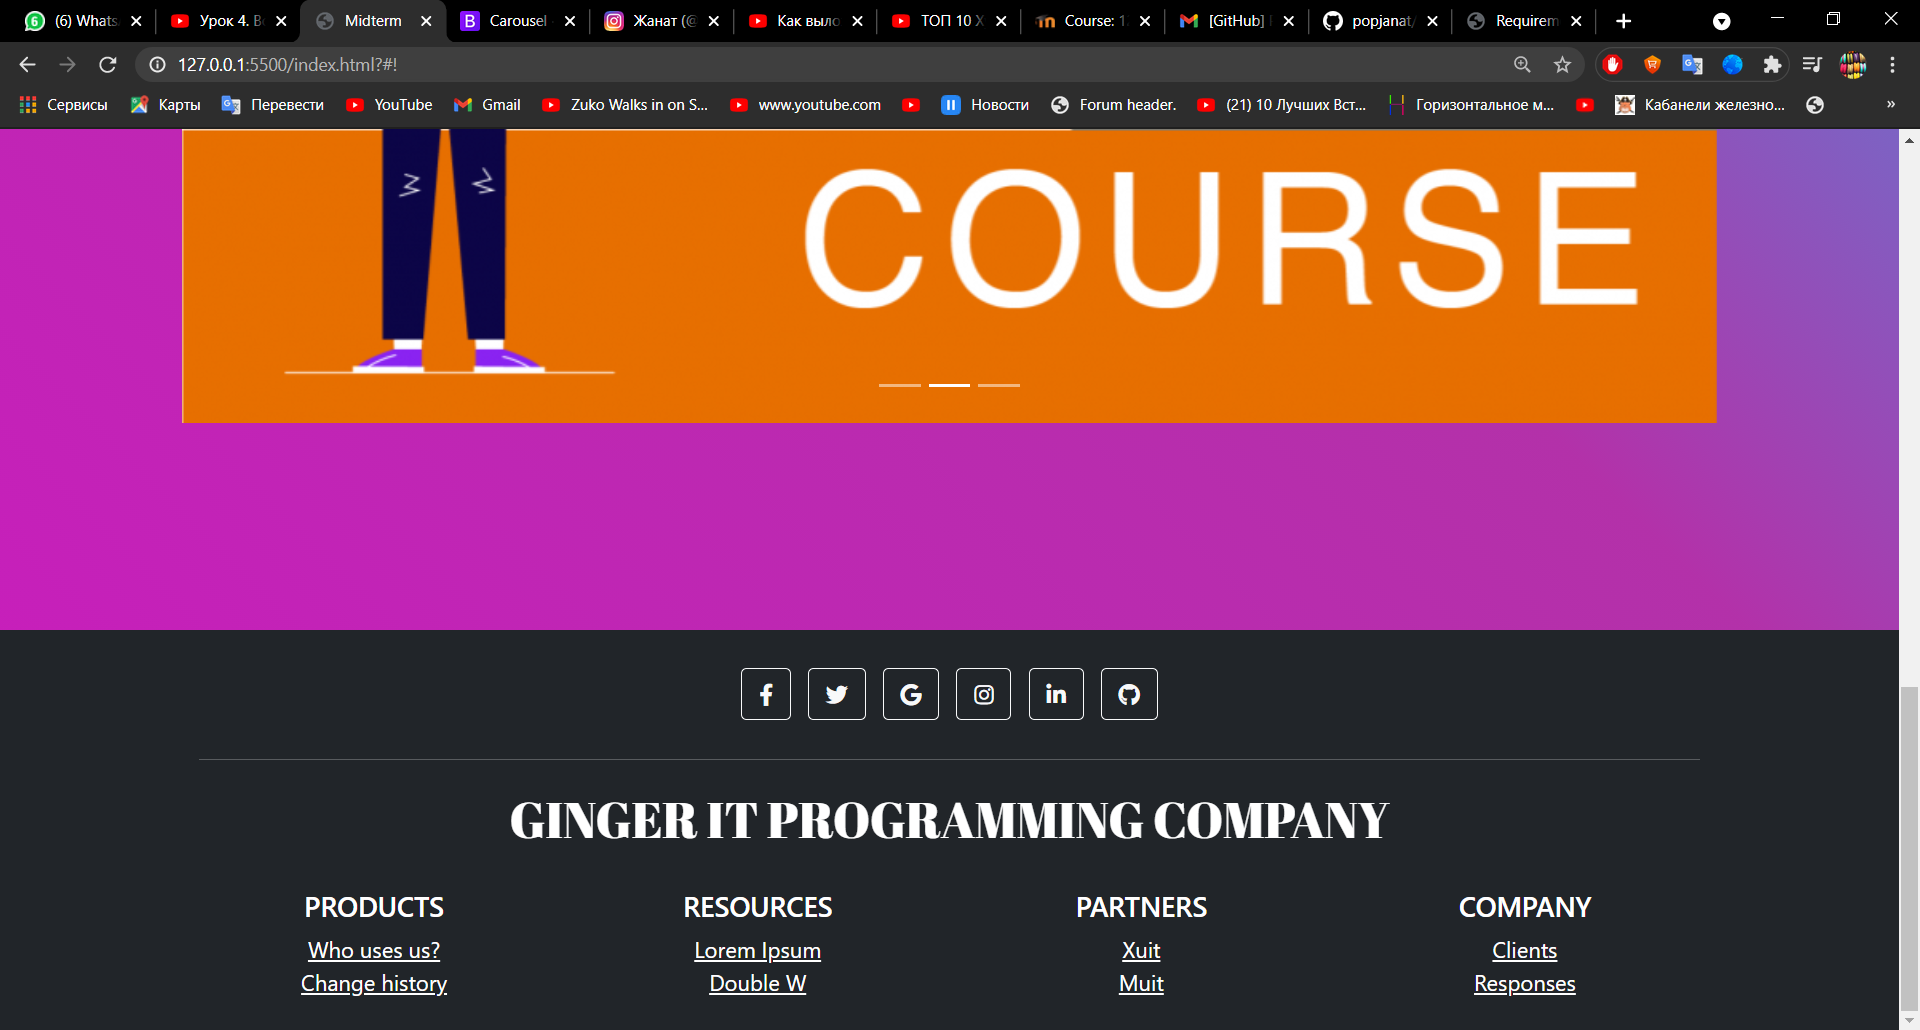 (6) Whats
Урок 4. В
Midterm
Carousel
Жанат (@
Как выло
ТОП 10 Х
Course: 1
[GitHub]
popjanat
Requirem
127.0.0.1:5500/index.html?#!
Сервисы
Карты
Перевести
YouTube
Gmail
Zuko Walks in on S...
www.youtube.com
Новости
Forum header.
(21) 10 Лучших Вст...
Горизонтальное м...
Кабанели железно...
»
COURSE
GINGER IT PROGRAMMING COMPANY
PRODUCTS
Who uses us?
Change history
RESOURCES
Lorem Ipsum
Double W
PARTNERS
Xuit
Muit
COMPANY
Clients
Responses